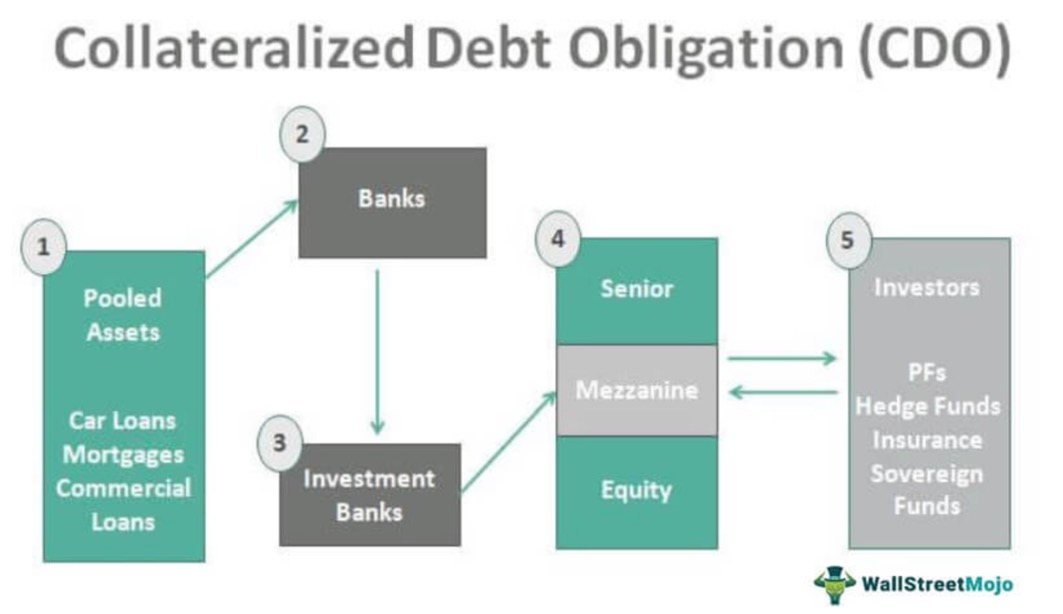 Collateralized Debt Obligation (CDO)
1
Pooled
Assets
Car Loans
Mortgages
Commercial
Loans
2
Banks
3
Investment
Banks
4
Senior
Mezzanine
Equity
5
Investors
PFs
Hedge Funds
Insurance
Sovereign
Funds
WallStreetMojo